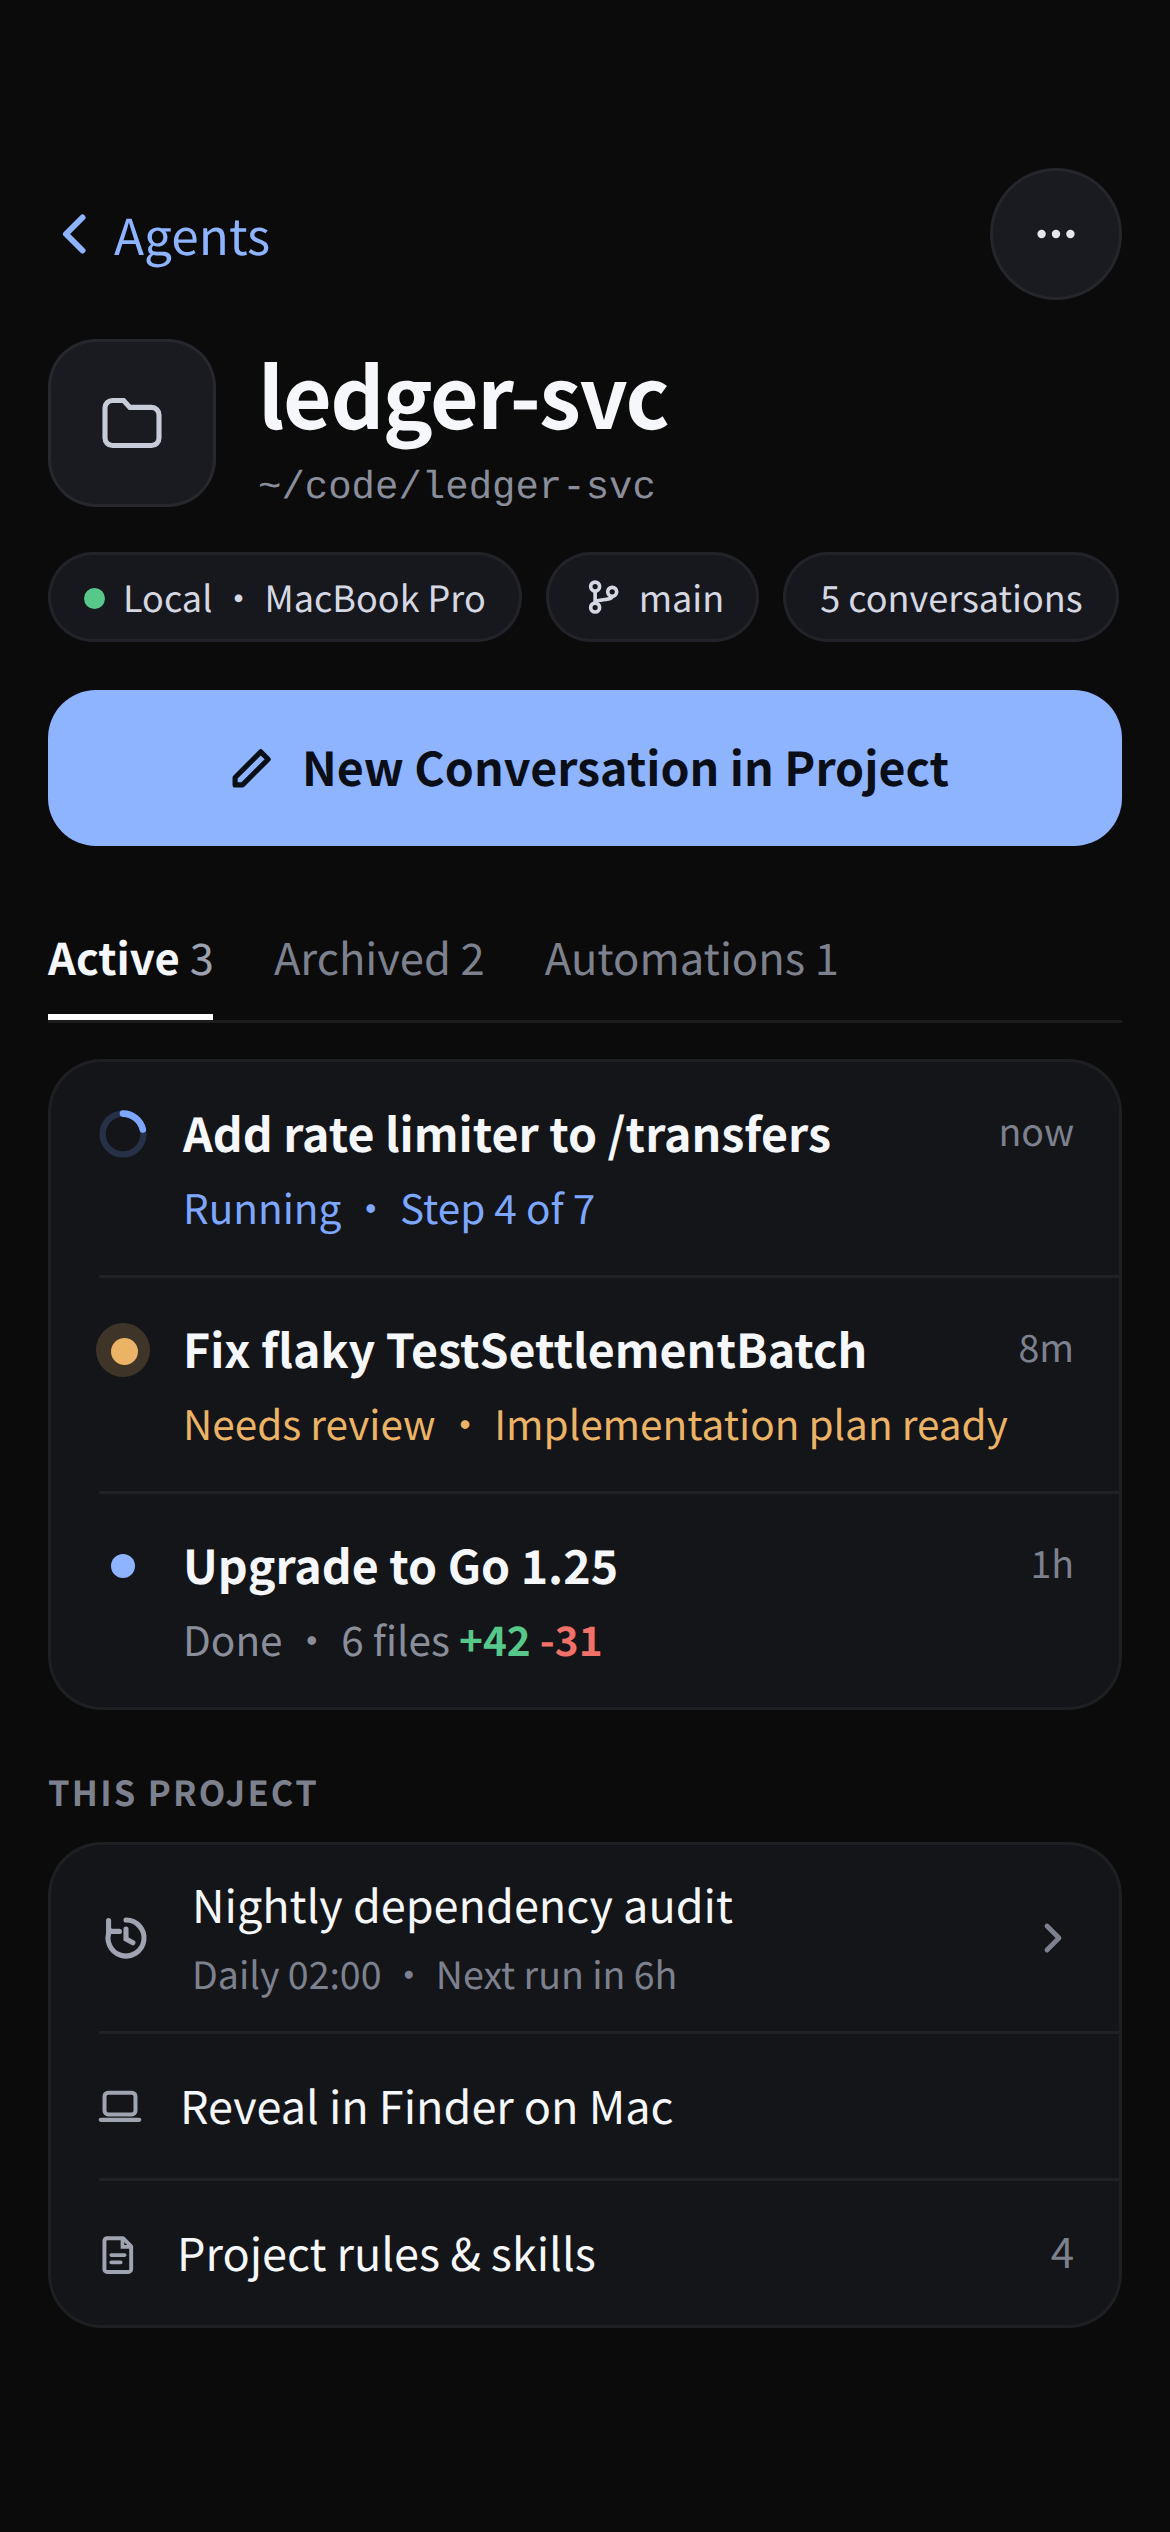 Agents
ledger-svc
~/code/ledger-svc
Local • MacBook Pro
main
5 conversations
New Conversation in Project
Active 3
Archived 2
Automations 1
Add rate limiter to /transfers
now
Running • Step 4 of 7
Fix flaky TestSettlementBatch
8m
Needs review • Implementation plan ready
Upgrade to Go 1.25
1h
Done • 6 files +42 -31
THIS PROJECT
Nightly dependency audit
Daily 02:00 • Next run in 6h
Reveal in Finder on Mac
Project rules & skills
4